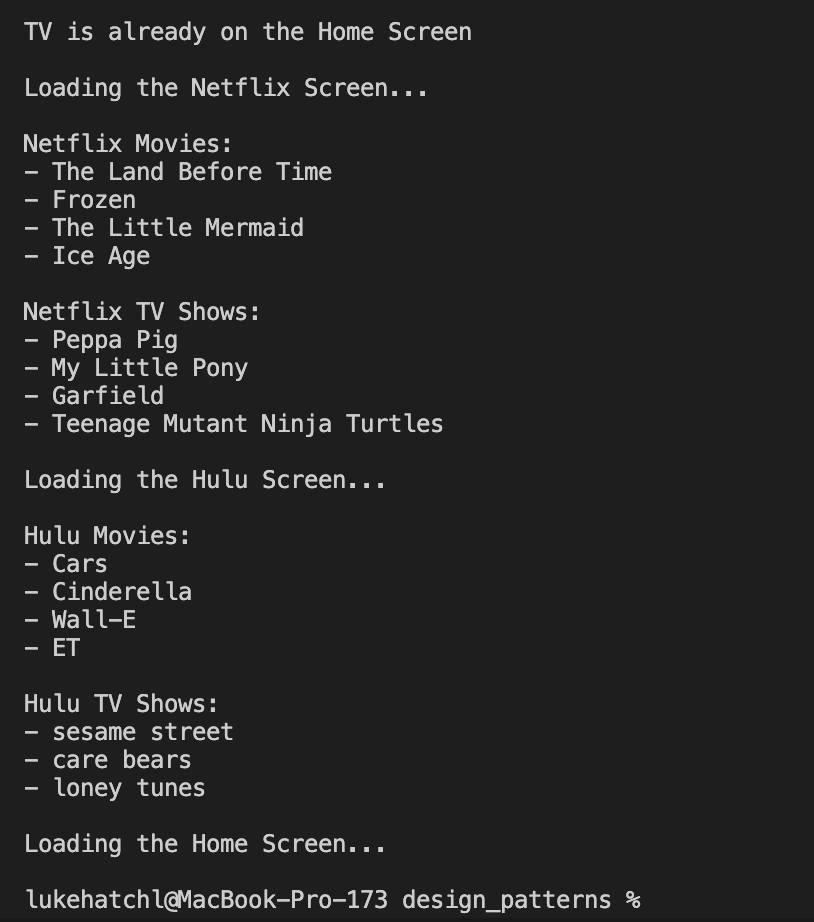 TV is already on the Home Screen
Loading the Netflix Screen...
Netflix Movies:
- The Land Before Time
- Frozen
- The Little Mermaid
- Ice Age
Netflix TV Shows:
- Peppa Pig
- My Little Pony
- Garfield
- Teenage Mutant Ninja Turtles
Loading the Hulu Screen...
Hulu Movies:
- Cars
- Cinderella
- Wall-E
- ET
Hulu TV Shows:
- sesame street
- care bears
- loney tunes
Loading the Home Screen...
lukehatchl@MacBook-Pro-173 design_patterns %